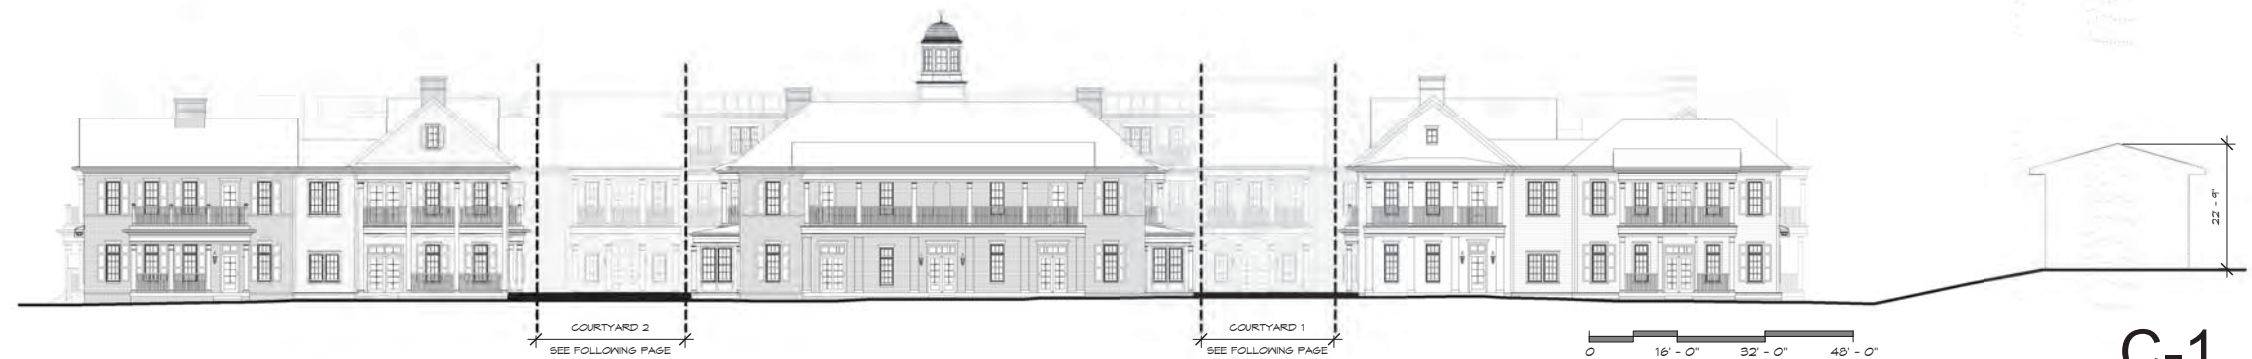 22' - 9"
COURTYARD 2
SEE FOLLOWING PAGE
COURTYARD 1
SEE FOLLOWING PAGE
0 16' - 0" 32' - 0" 48' - 0"
C-1